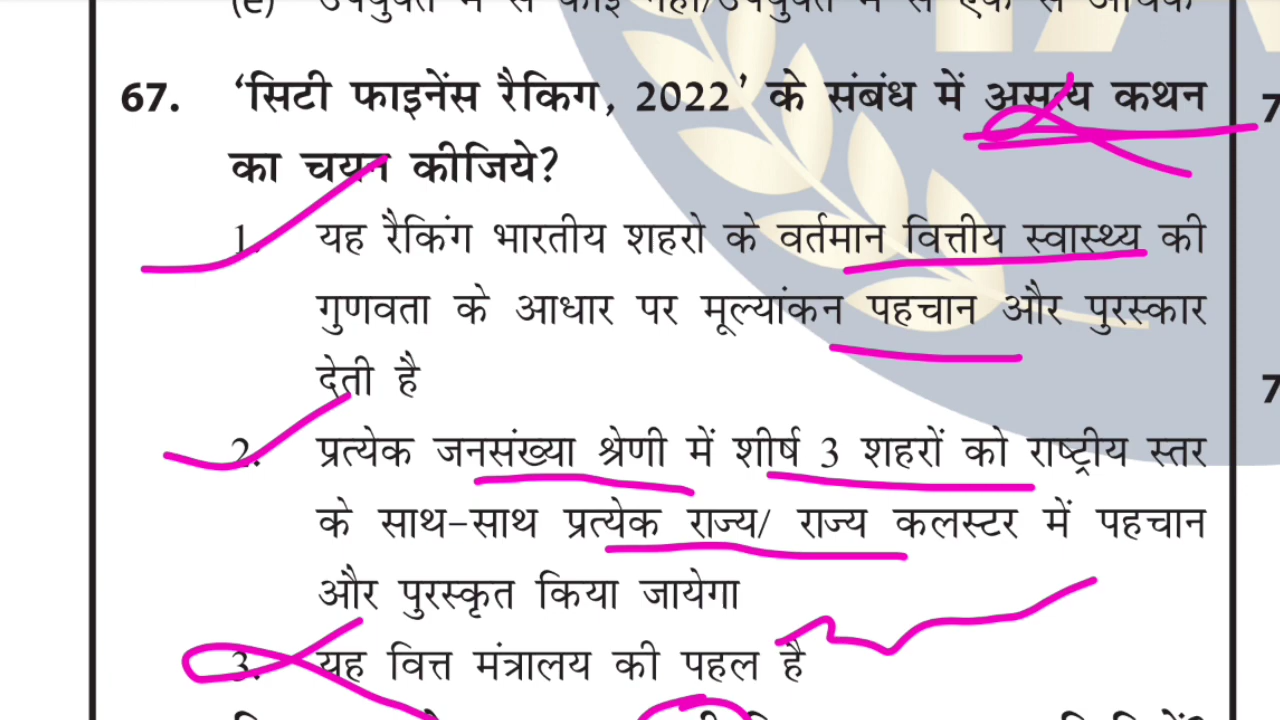 67. 'सिटी फाइनेंस रैकिग, 2022' के संबंध में असत्य कथन
का चयन कीजिये?
1. यह रैकिंग भारतीय शहरो के वर्तमान वित्तीय स्वास्थ्य की
गुणवता के आधार पर मूल्यांकन पहचान और पुरस्कार
देती है
2. प्रत्येक जनसंख्या श्रेणी में शीर्ष 3 शहरों को राष्ट्रीय स्तर
के साथ-साथ प्रत्येक राज्य/ राज्य कलस्टर में पहचान
और पुरस्कृत किया जायेगा
3. यह वित्त मंत्रालय की पहल है